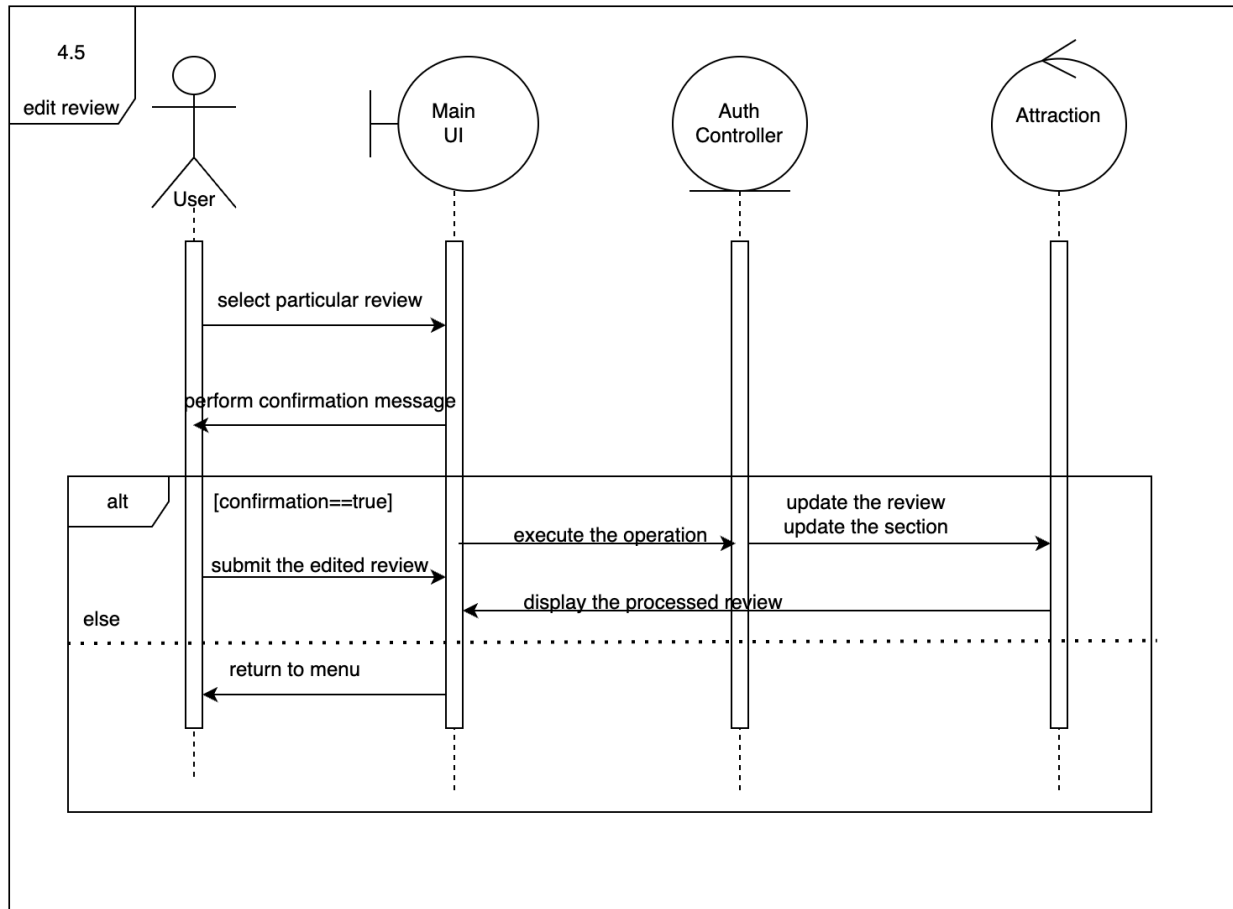 4.5
edit review
User
Main
UI
Auth
Controller
Attraction
select particular review
perform confirmation message
alt
[confirmation==true]
update the review
update the section
execute the operation
submit the edited review
display the processed review
else
return to menu